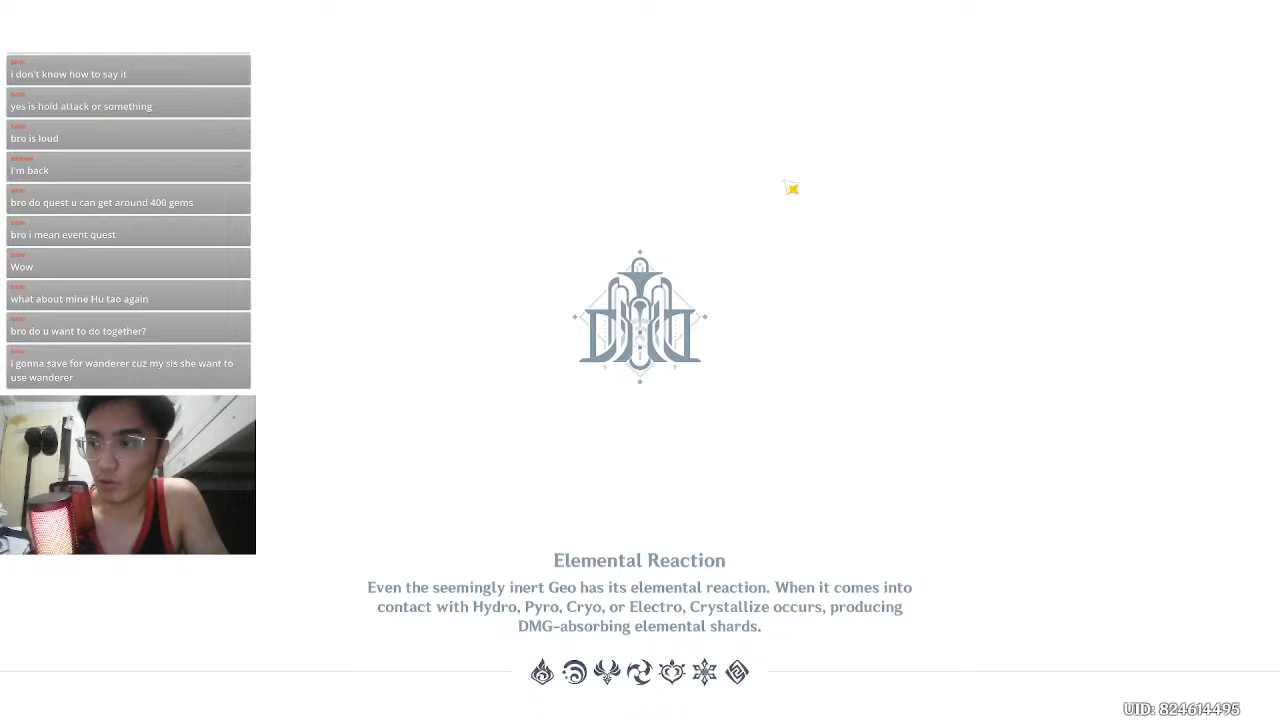 i don't know how to say it
yes is hold attack or something
bro is loud
i'm back
bro do quest u can get around 400 gems
bro i mean event quest
Wow
what about mine Hu tao again
bro do u want to do together?
i gonna save for wanderer cuz my sis she want to
use wanderer
Elemental Reaction
Even the seemingly inert Geo has its elemental reaction. When it comes into
contact with Hydro, Pyro, Cryo, or Electro, Crystallize occurs, producing
DMG-absorbing elemental shards.
UID: 824614495